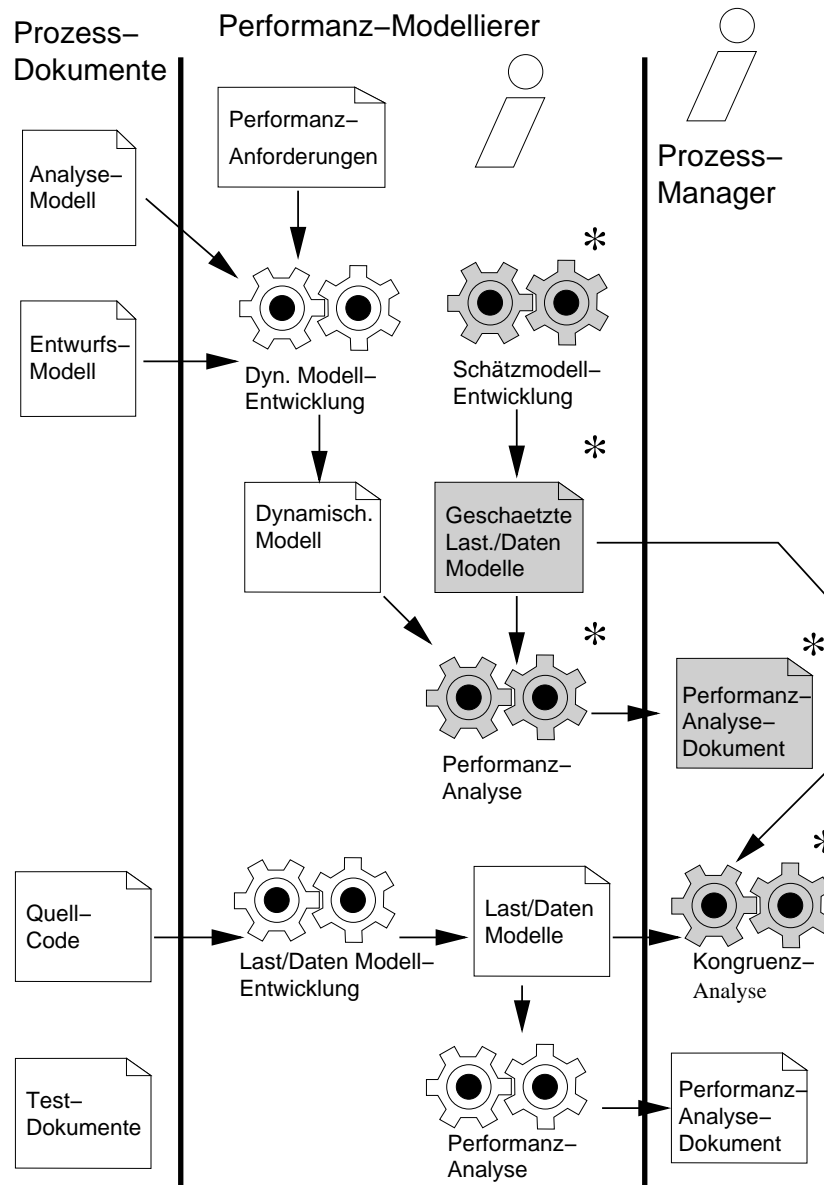 Prozess–
Dokumente
Performanz–Modellierer
Prozess–
Manager
Performanz–
Anforderungen
Analyse–
Modell
*
Entwurfs–
Modell
Dyn. Modell–
Entwicklung
Schätzmodell–
Entwicklung
*
Dynamisch.
Modell
Geschaetzte
Last./Daten
Modelle
*
*
Performanz–
Analyse–
Dokument
Performanz–
Analyse
*
Quell–
Code
Last/Daten Modell–
Entwicklung
Last/Daten
Modelle
Kongruenz–
Analyse
Test–
Dokumente
Performanz–
Analyse
Performanz–
Analyse–
Dokument